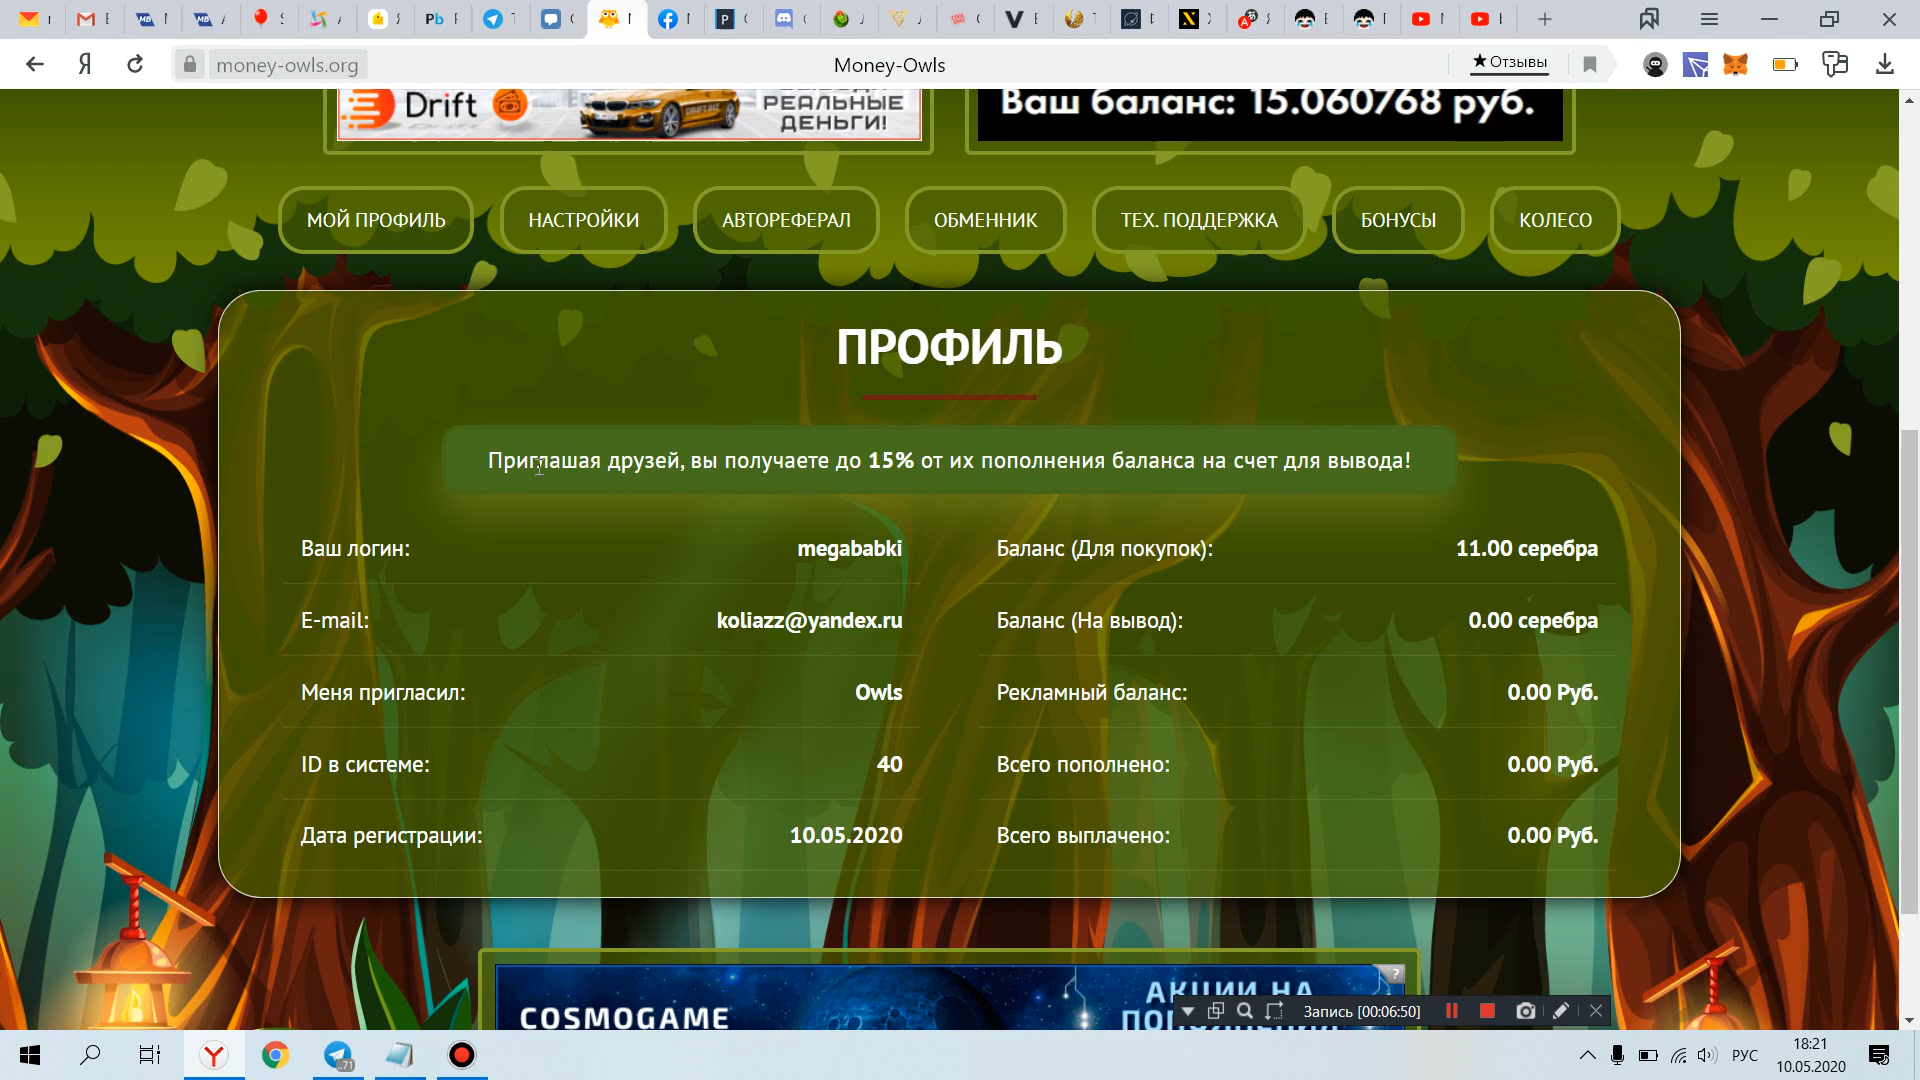 money-owls.org
Money-Owls
★ Отзывы
Drift
РЕАЛЬНЫЕ
ДЕНЬГИ!
Ваш баланс: 15.060768 руб.
МОЙ ПРОФИЛЬ
НАСТРОЙКИ
АВТОРЕФЕРАЛ
ОБМЕННИК
ТЕХ. ПОДДЕРЖКА
БОНУСЫ
КОЛЕСО
ПРОФИЛЬ
Приглашая друзей, вы получаете до 15% от их пополнения баланса на счет для вывода!
Ваш логин: megababki
E-mail: koliazz@yandex.ru
Меня пригласил: Owls
ID в системе: 40
Дата регистрации: 10.05.2020
Баланс (Для покупок): 11.00 серебра
Баланс (На вывод): 0.00 серебра
Рекламный баланс: 0.00 Руб.
Всего пополнено: 0.00 Руб.
Всего выплачено: 0.00 Руб.
COSMOGAME
АКЦИИ НА
Запись [00:06:50]
71
РУС
18:21
10.05.2020